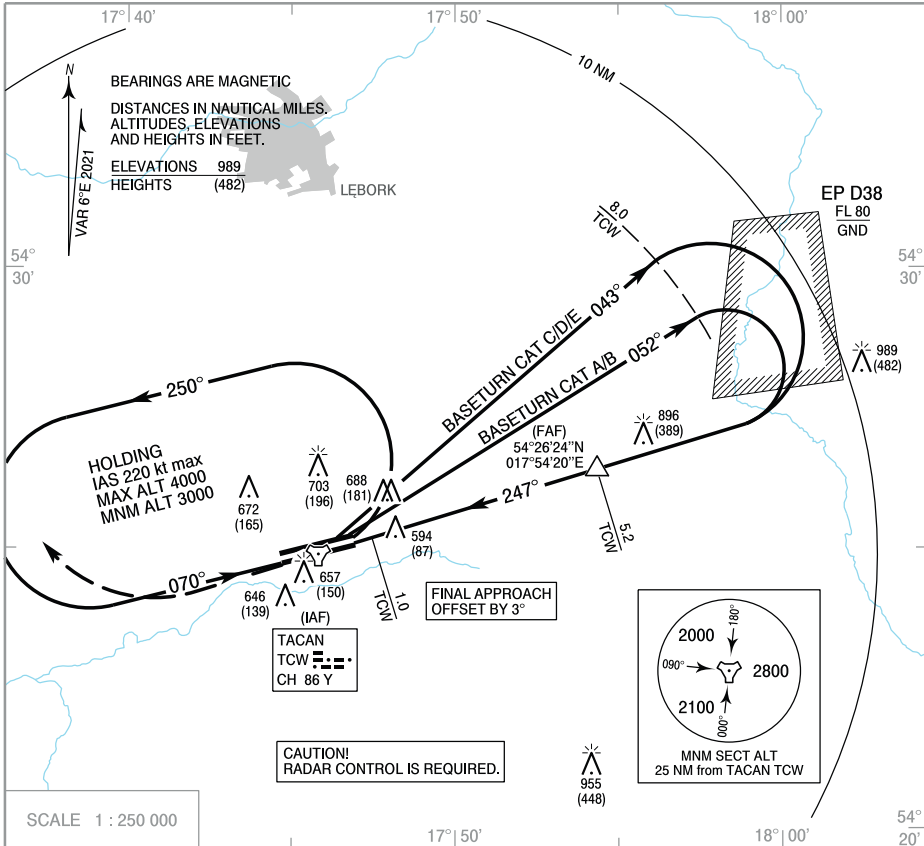 17°40'
17°50'
18°00'
10 NM
N
VAR 6°E 2021
BEARINGS ARE MAGNETIC
DISTANCES IN NAUTICAL MILES.
ALTITUDES, ELEVATIONS
AND HEIGHTS IN FEET.
ELEVATIONS 989
HEIGHTS (482)
LĘBORK
EP D38
FL 80
GND
8.0
TCW
54°
30'
54°
30'
BASETURN CAT C/D/E 043°
BASETURN CAT A/B 052°
989
(482)
250°
896
(389)
(FAF)
54°26'24"N
017°54'20"E
HOLDING
IAS 220 kt max
MAX ALT 4000
MNM ALT 3000
703
(196)
688
(181)
672
(165)
247°
5.2
TCW
594
(87)
070°
657
(150)
646
(139)
1.0
TCW
FINAL APPROACH
OFFSET BY 3°
(IAF)
TACAN
TCW
CH 86 Y
2000
180°
090°
2800
2100
000°
MNM SECT ALT
25 NM from TACAN TCW
CAUTION!
RADAR CONTROL IS REQUIRED.
955
(448)
SCALE 1 : 250 000
17°50'
18°00'
54°
20'